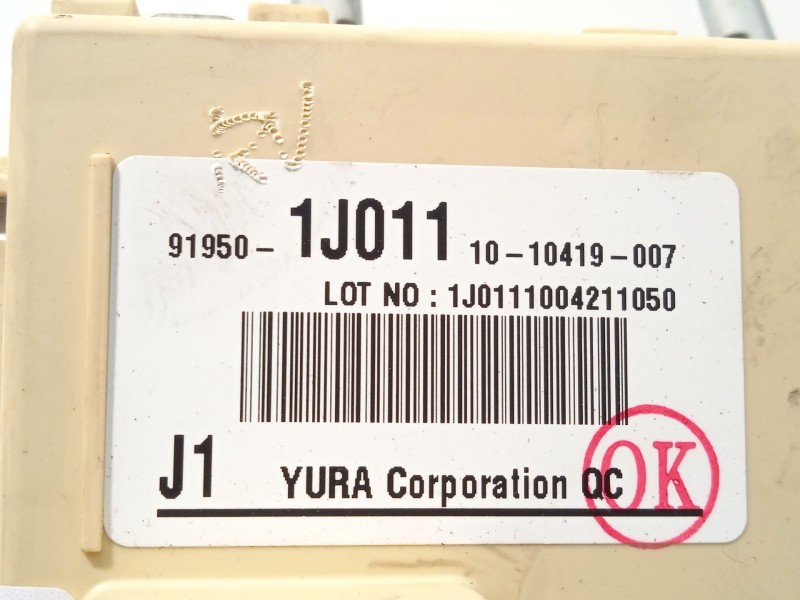 91950 - 1J011 10-10419-007
LOT NO : 1J0111004211050
J1 YURA Corporation QC
OK